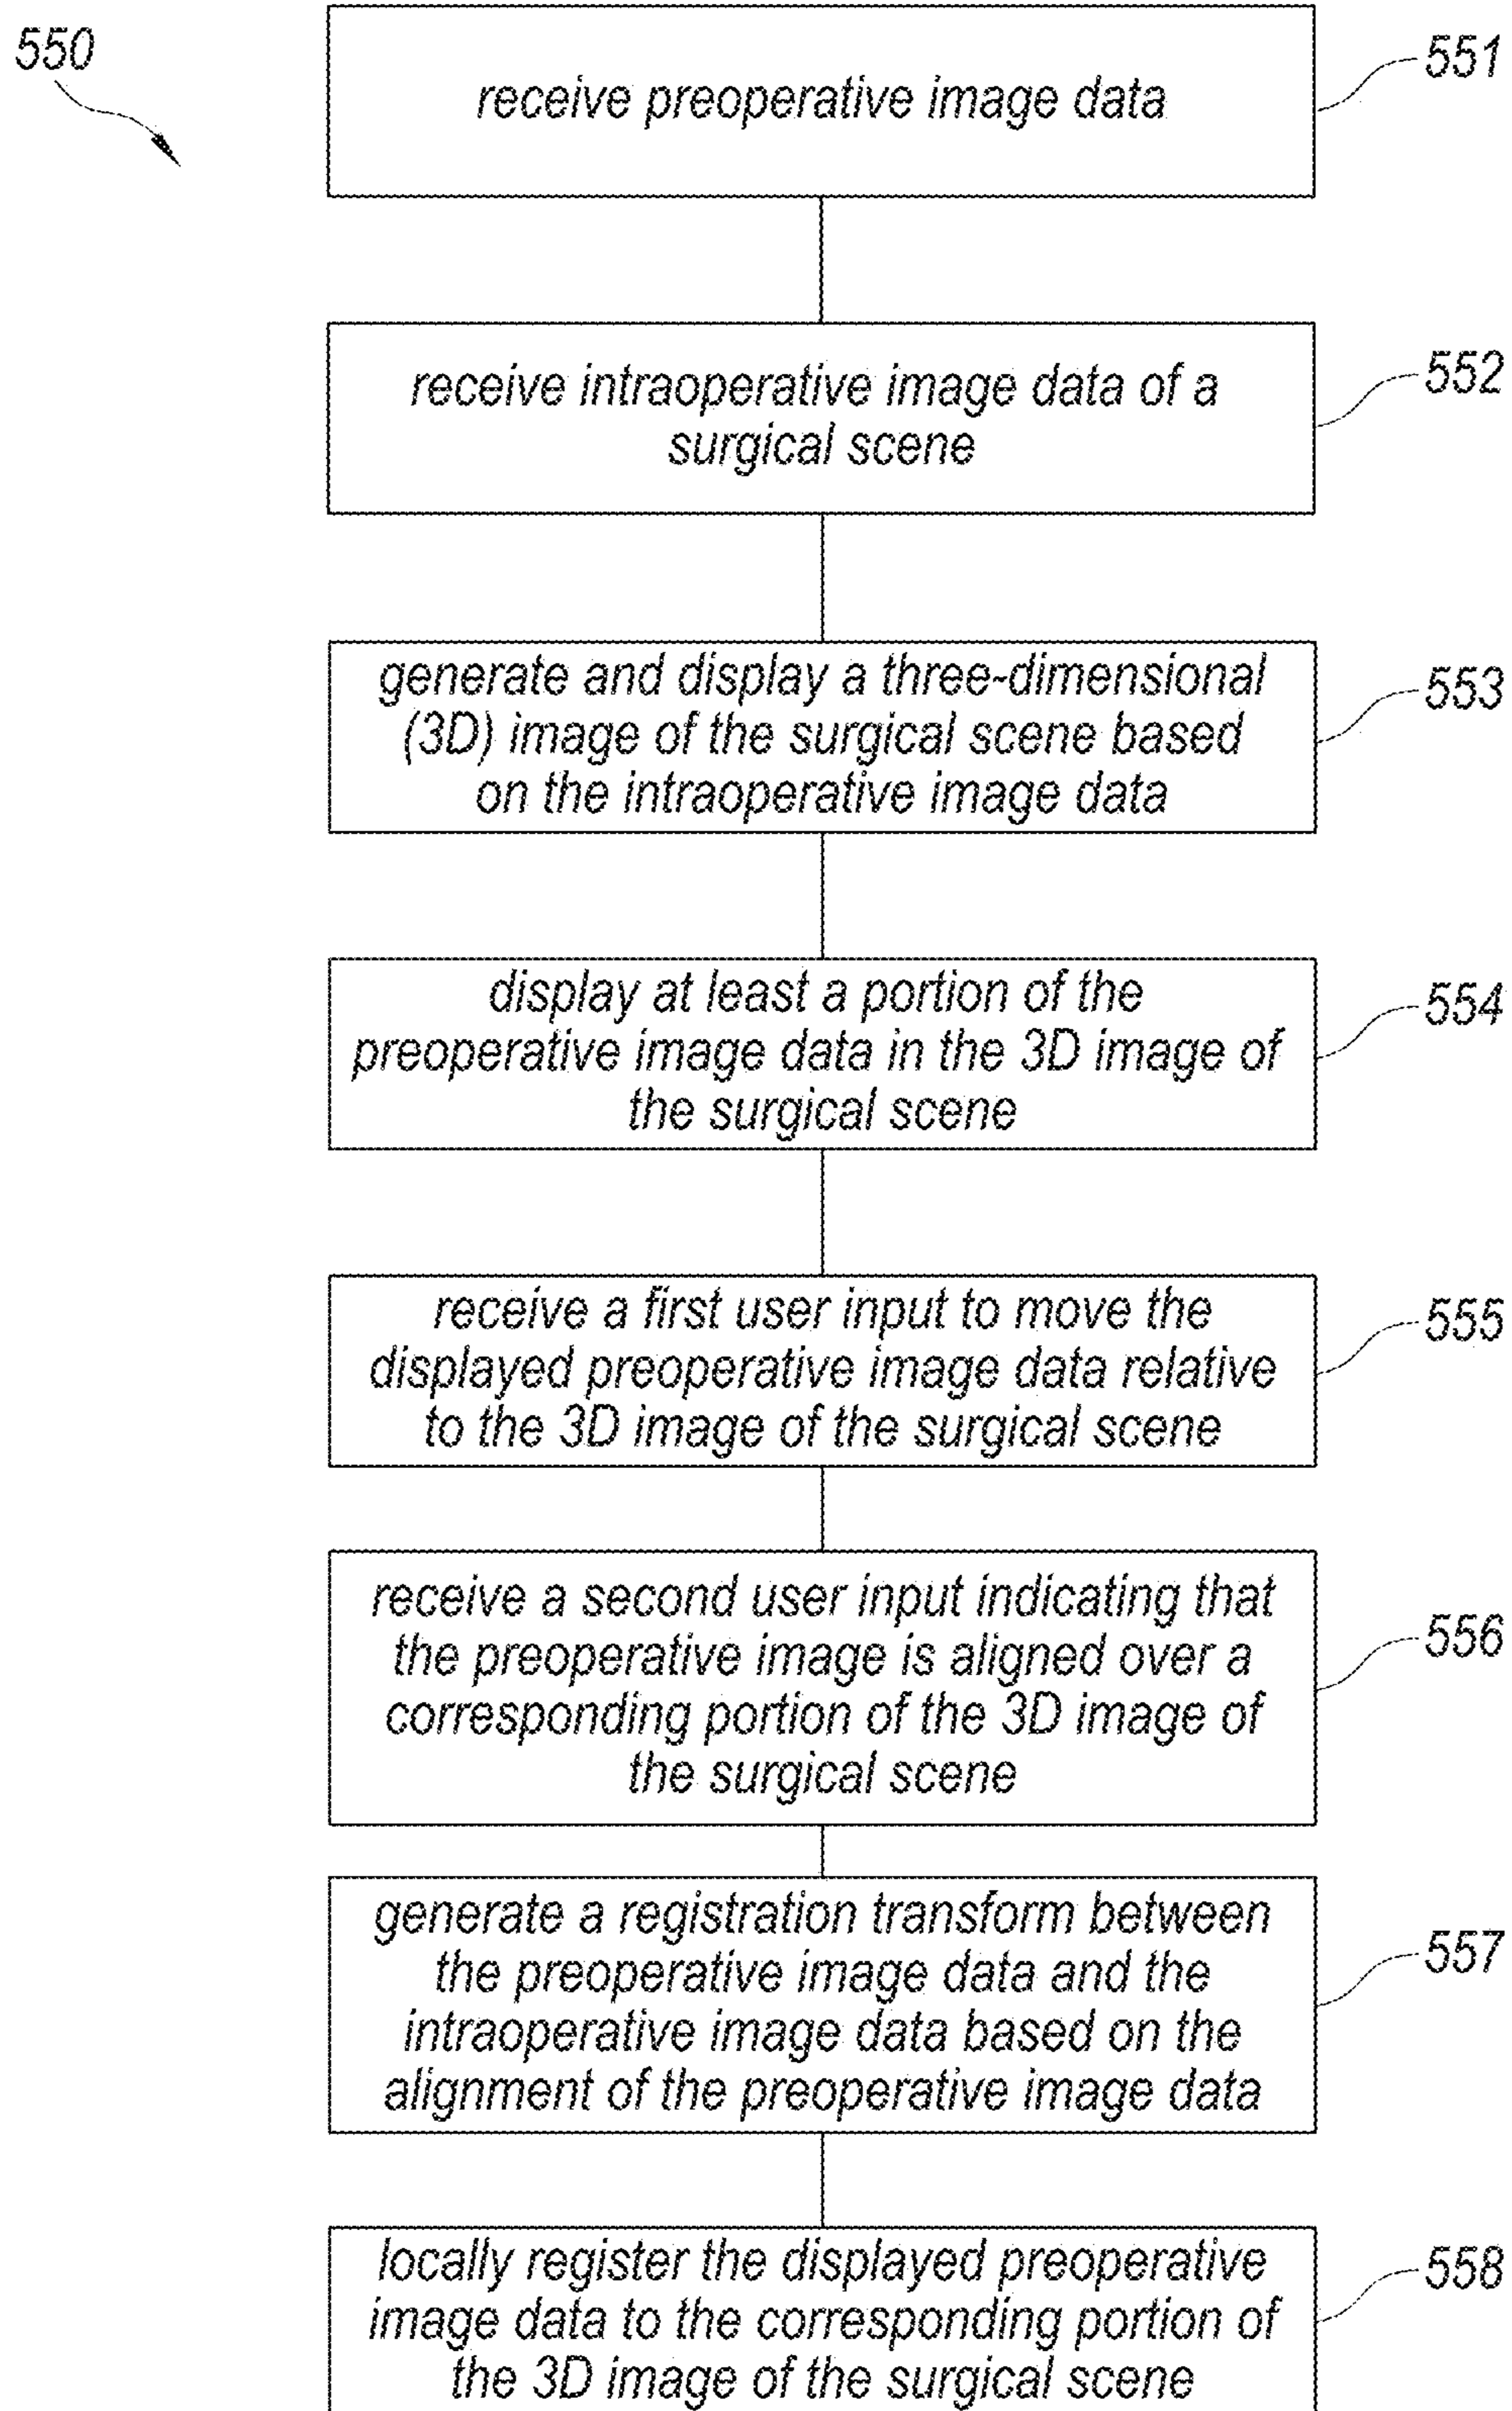 550
551
receive preoperative image data
552
receive intraoperative image data of a
surgical scene
553
generate and display a three-dimensional
(3D) image of the surgical scene based
on the intraoperative image data
554
display at least a portion of the
preoperative image data in the 3D image of
the surgical scene
555
receive a first user input to move the
displayed preoperative image data relative
to the 3D image of the surgical scene
556
receive a second user input indicating that
the preoperative image is aligned over a
corresponding portion of the 3D image of
the surgical scene
557
generate a registration transform between
the preoperative image data and the
intraoperative image data based on the
alignment of the preoperative image data
558
locally register the displayed preoperative
image data to the corresponding portion of
the 3D image of the surgical scene